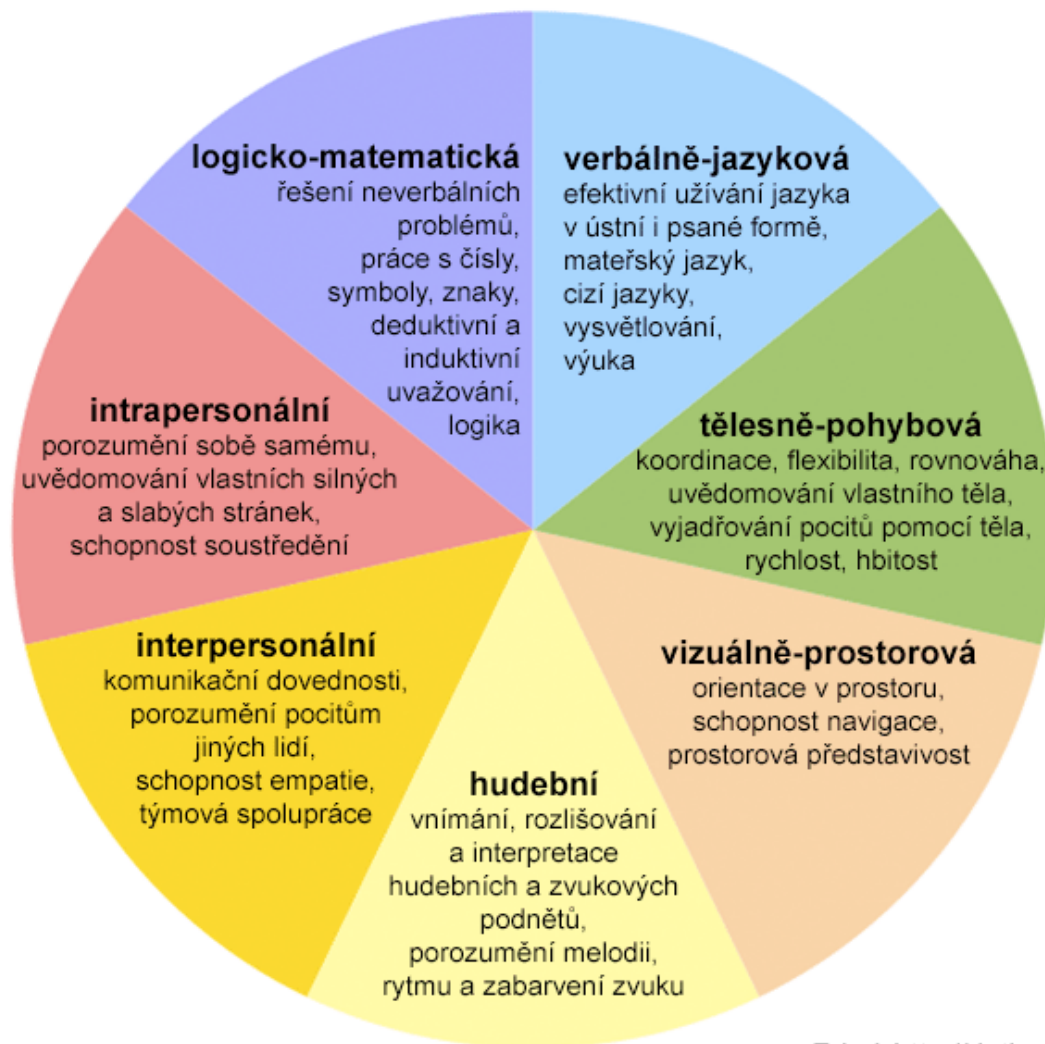 logicko-matematická
řešení neverbálních
problémů,
práce s čísly,
symboly, znaky,
deduktivní a
induktivní
uvažování,
logika
verbálně-jazyková
efektivní užívání jazyka
v ústní i psané formě,
mateřský jazyk,
cizí jazyky,
vysvětlování,
výuka
tělesně-pohybová
koordinace, flexibilita, rovnováha,
uvědomování vlastního těla,
vyjadřování pocitů pomocí těla,
rychlost, hbitost
vizuálně-prostorová
orientace v prostoru,
schopnost navigace,
prostorová představivost
hudební
vnímání, rozlišování
a interpretace
hudebních a zvukových
podnětů,
porozumění melodii,
rytmu a zabarvení zvuku
interpersonální
komunikační dovednosti,
porozumění pocitům
jiných lidí,
schopnost empatie,
týmová spolupráce
intrapersonální
porozumění sobě samému,
uvědomování vlastních silných
a slabých stránek,
schopnost soustředění